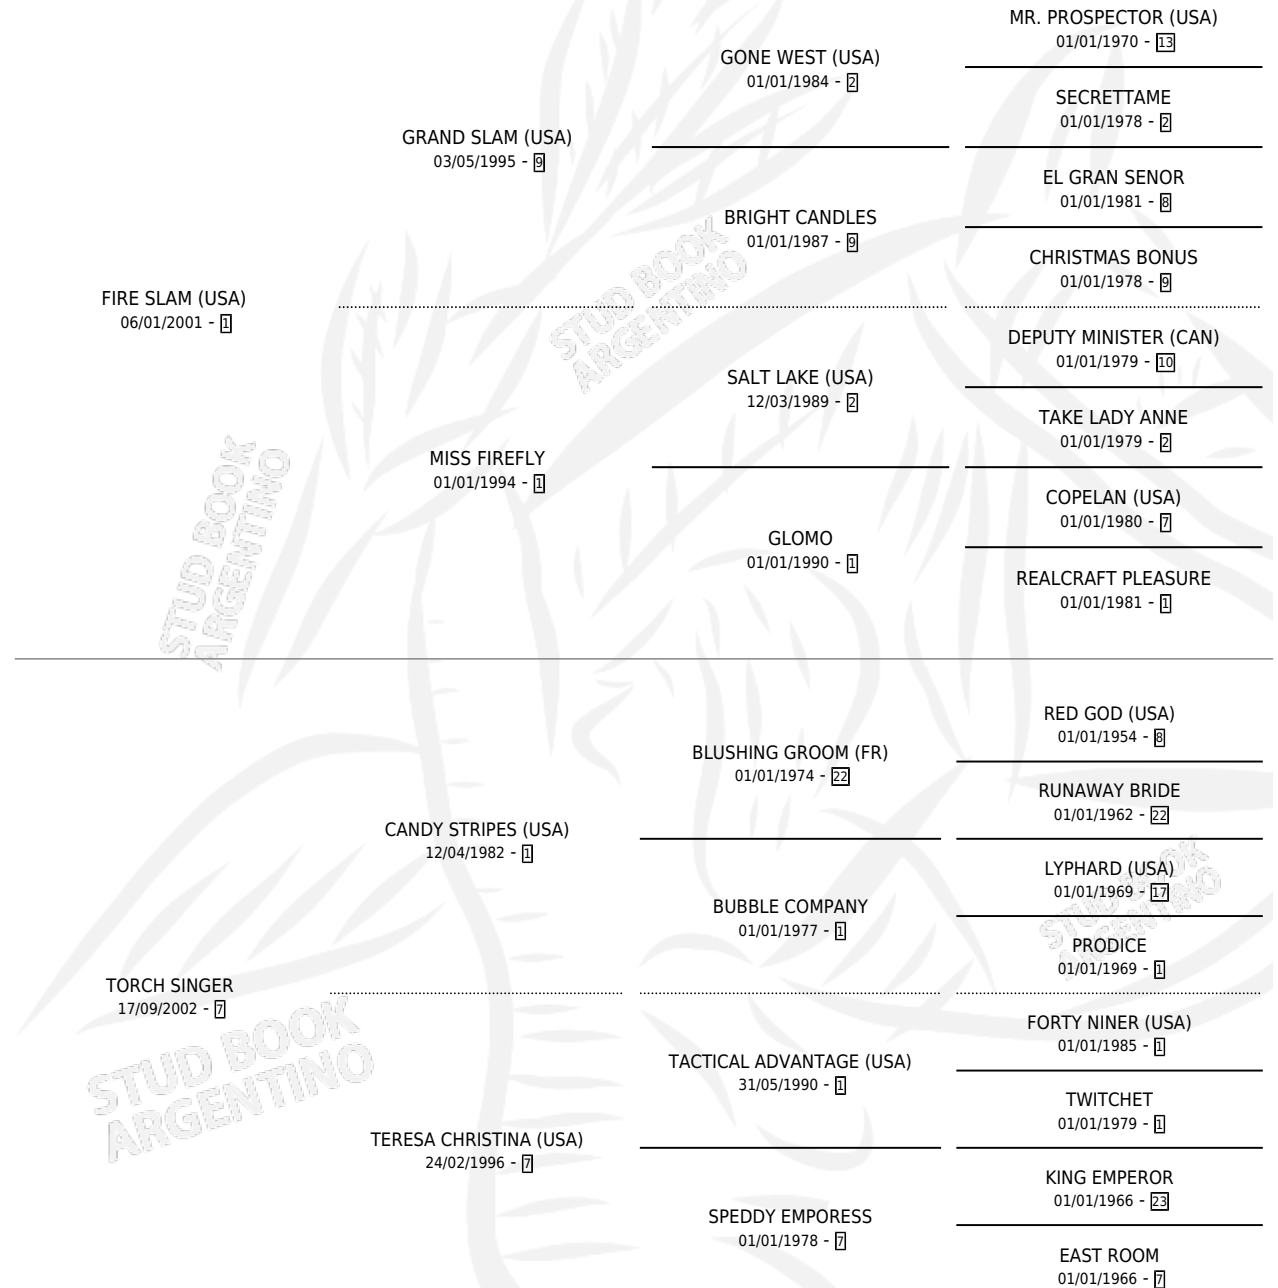 MR. PROSPECTOR (USA)
01/01/1970 - 13
GONE WEST (USA)
01/01/1984 - 2
SECRETTAME
01/01/1978 - 2
GRAND SLAM (USA)
03/05/1995 - 9
EL GRAN SENOR
01/01/1981 - 8
BRIGHT CANDLES
01/01/1987 - 9
CHRISTMAS BONUS
01/01/1978 - 9
FIRE SLAM (USA)
06/01/2001 - 1
STUD BOOK
ARGENTINO
DEPUTY MINISTER (CAN)
01/01/1979 - 10
SALT LAKE (USA)
12/03/1989 - 2
TAKE LADY ANNE
01/01/1979 - 2
MISS FIREFLY
01/01/1994 - 1
COPELAN (USA)
01/01/1980 - 7
GLOMO
01/01/1990 - 1
REALCRAFT PLEASURE
01/01/1981 - 1
STUD BOOK
ARGENTINO
RED GOD (USA)
01/01/1954 - 8
BLUSHING GROOM (FR)
01/01/1974 - 22
RUNAWAY BRIDE
01/01/1962 - 22
CANDY STRIPES (USA)
12/04/1982 - 1
LYPHARD (USA)
01/01/1969 - 17
BUBBLE COMPANY
01/01/1977 - 1
STUD BOOK
ARGENTINO
PRODICE
01/01/1969 - 1
TORCH SINGER
17/09/2002 - 7
FORTY NINER (USA)
01/01/1985 - 1
TACTICAL ADVANTAGE (USA)
31/05/1990 - 1
STUD BOOK
ARGENTINO
TWITCHET
01/01/1979 - 1
TERESA CHRISTINA (USA)
24/02/1996 - 7
KING EMPEROR
01/01/1966 - 23
SPEDDY EMPORESS
01/01/1978 - 7
EAST ROOM
01/01/1966 - 7